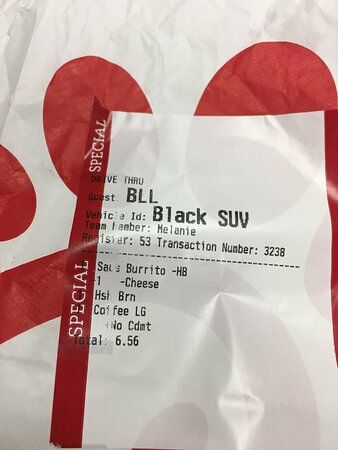 SPECIAL
DRIVE THRU
Guest: BLL
Vehicle Id: Black SUV
Team Member: Melanie
Register: 53 Transaction Number: 3238
Saus Burrito -HB
1 -Cheese
Hsh Brn
Coffee LG
+No Cdmt
Total: 6.56
SPECIAL